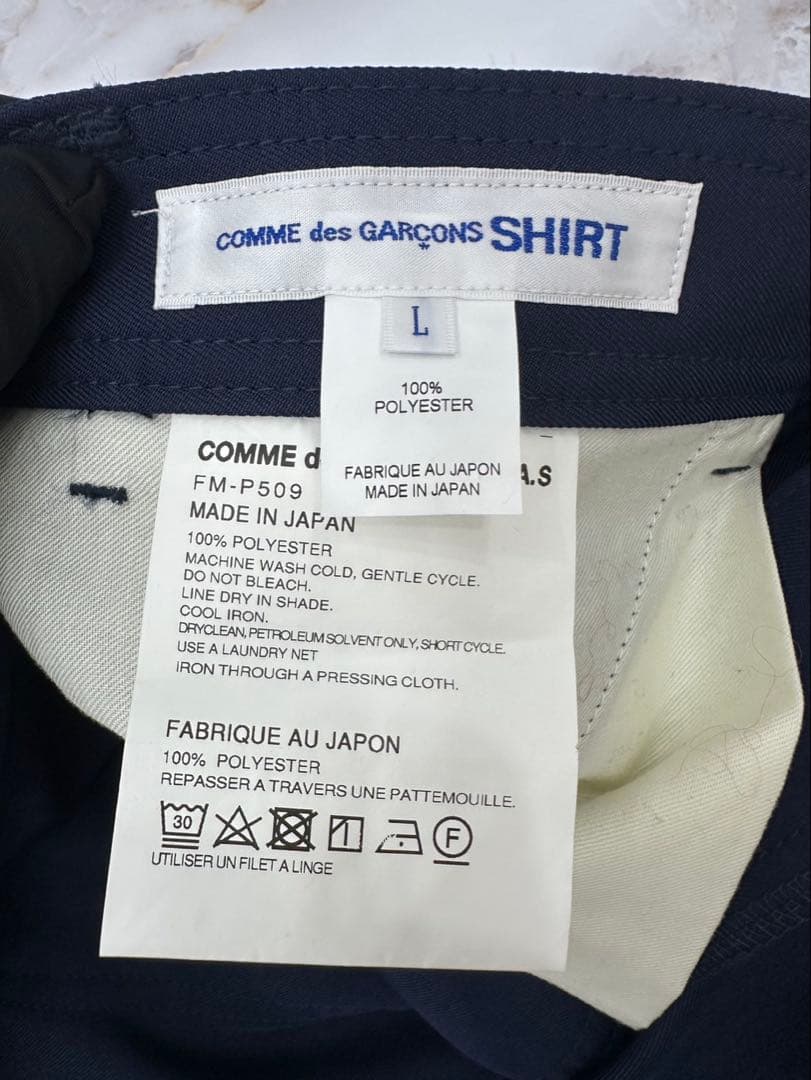 COMME des GARÇONS SHIRT
L
100%
POLYESTER
FABRIQUE AU JAPON
MADE IN JAPAN
COMME d A.S
FM-P509
MADE IN JAPAN
100% POLYESTER
MACHINE WASH COLD, GENTLE CYCLE.
DO NOT BLEACH.
LINE DRY IN SHADE.
COOL IRON.
DRYCLEAN, PETROLEUM SOLVENT ONLY, SHORT CYCLE.
USE A LAUNDRY NET
IRON THROUGH A PRESSING CLOTH.
FABRIQUE AU JAPON
100% POLYESTER
REPASSER A TRAVERS UNE PATTEMOUILLE.
30 F
UTILISER UN FILET A LINGE